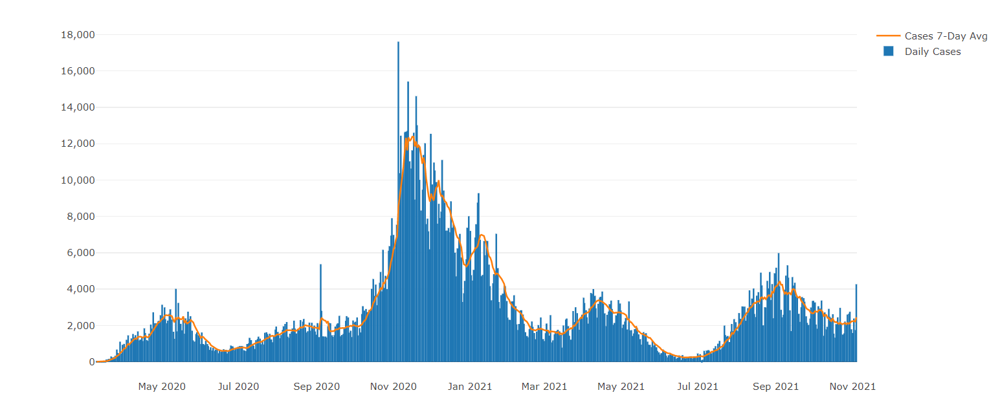 18,000
16,000
14,000
12,000
10,000
8,000
6,000
4,000
2,000
0
May 2020
Jul 2020
Sep 2020
Nov 2020
Jan 2021
Mar 2021
May 2021
Jul 2021
Sep 2021
Nov 2021
Cases 7-Day Avg
Daily Cases